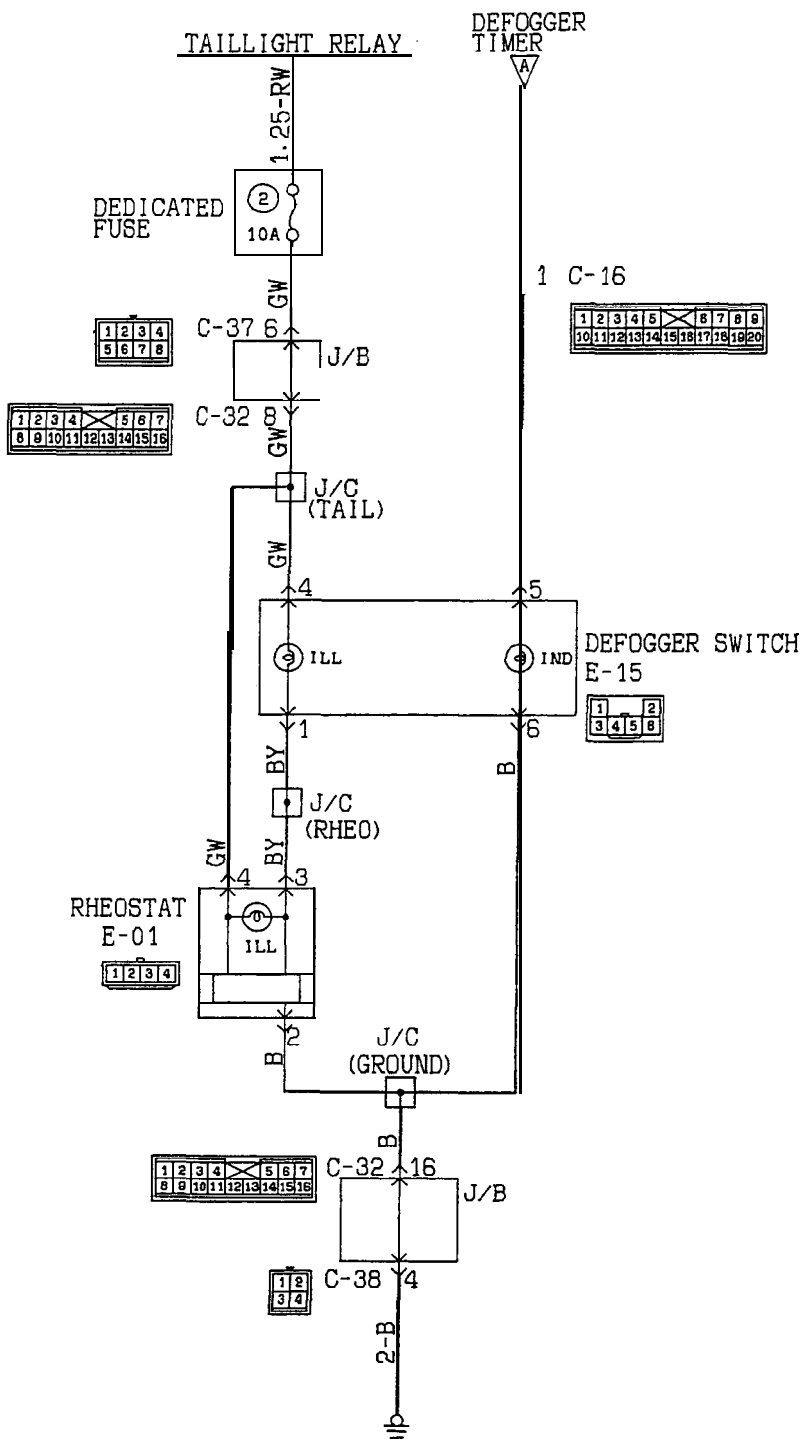 TAILLIGHT RELAY
DEFOGGER
TIMER
A
1.25-RW
DEDICATED
FUSE
2
10A
GW
1 C-16
1 2 3 4 5 6 7 8 9
10 11 12 13 14 15 16 17 18 19 20
C-37 6
1 2 3 4
5 6 7 8
J/B
C-32 8
1 2 3 4 5 6 7
8 9 10 11 12 13 14 15 16
GW
J/C
(TAIL)
GW
4
5
ILL
IND
DEFOGGER SWITCH
E-15
1 2
3 4 5 6
1
6
BY
B
J/C
(RHEO)
GW
BY
4
3
RHEOSTAT
E-01
1 2 3 4
ILL
2
B
J/C
(GROUND)
B
C-32 16
1 2 3 4 5 6 7
8 9 10 11 12 13 14 15 16
J/B
C-38 4
1 2
3 4
2-B